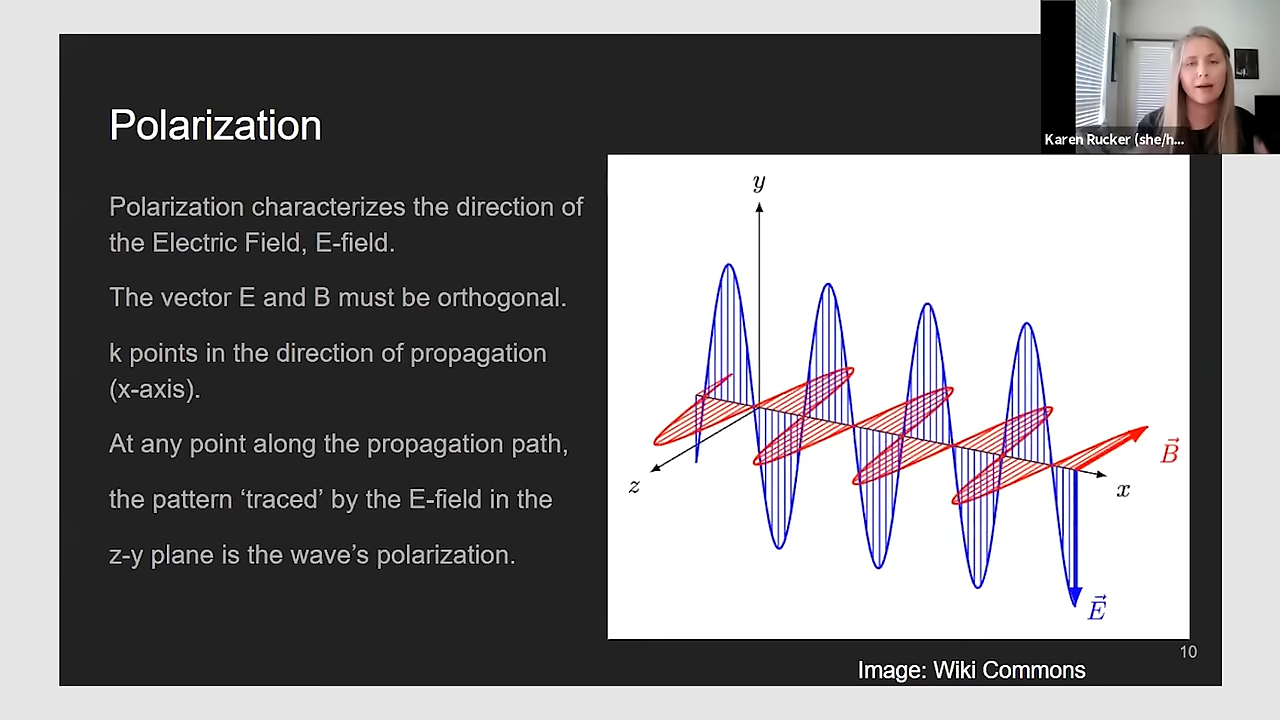 Polarization
Polarization characterizes the direction of
the Electric Field, E-field.
The vector E and B must be orthogonal.
k points in the direction of propagation
(x-axis).
At any point along the propagation path,
the pattern ‘traced’ by the E-field in the
z-y plane is the wave’s polarization.
Karen Rucker (she/h...
y
z
x
B⃗
E⃗
10
Image: Wiki Commons